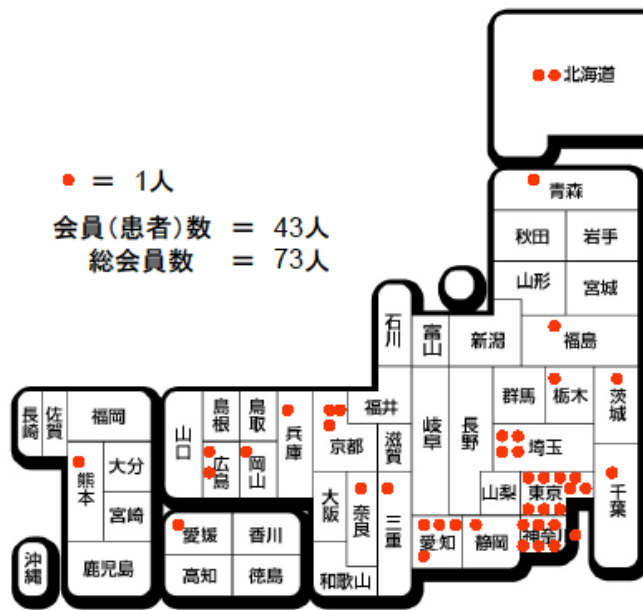 北海道
= 1人
会員(患者)数 = 43人
総会員数 = 73人
青森
秋田 岩手
山形 宮城
福島
石川 富山 新潟
群馬 栃木 茨城
福井 岐阜 長野
埼玉
山梨 東京 千葉
神奈川
長崎 佐賀 福岡
熊本 大分
宮崎
鹿児島
沖縄
山口 島根 鳥取 兵庫
広島 岡山
京都 滋賀
大阪 奈良 三重
和歌山
愛知 静岡
愛媛 香川
高知 徳島